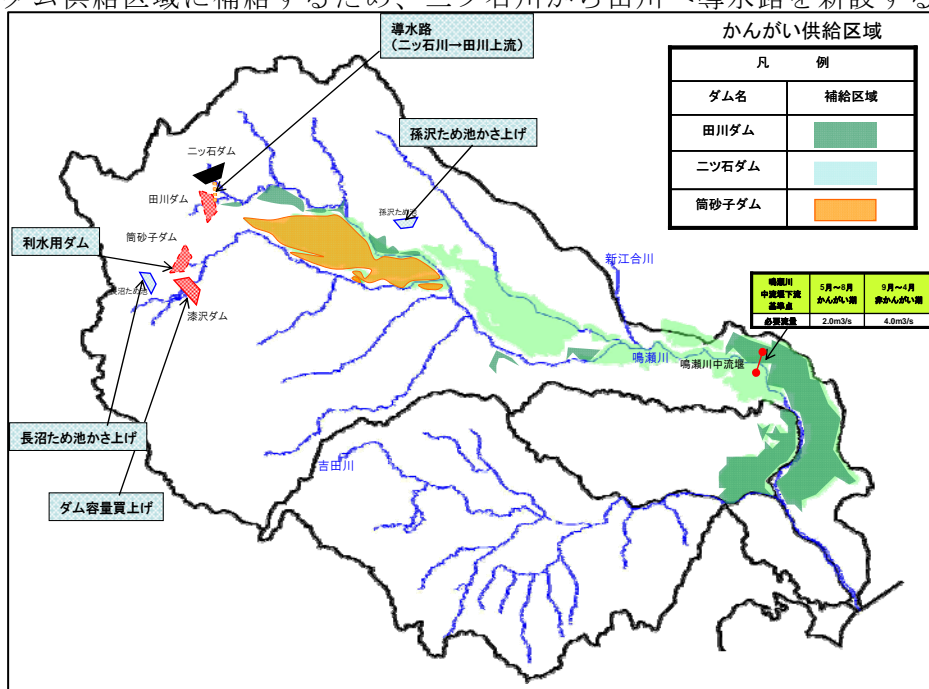 ダム供給区域に補給するため、二ツ石川から田川へ導水路を新設する
かんがい供給区域
凡 例
ダム名 補給区域
田川ダム
二ツ石ダム
筒砂子ダム
導水路
(二ッ石川→田川上流)
孫沢ため池かさ上げ
二ッ石ダム
田川ダム
孫沢ため池
利水用ダム
筒砂子ダム
長沼ため池
漆沢ダム
新江合川
鳴瀬川
中流堰下流
基準点
5月~8月
かんがい期
9月~4月
非かんがい期
必要流量 2.0m3/s 4.0m3/s
鳴瀬川
鳴瀬川中流堰
長沼ため池かさ上げ
ダム容量買上げ
吉田川